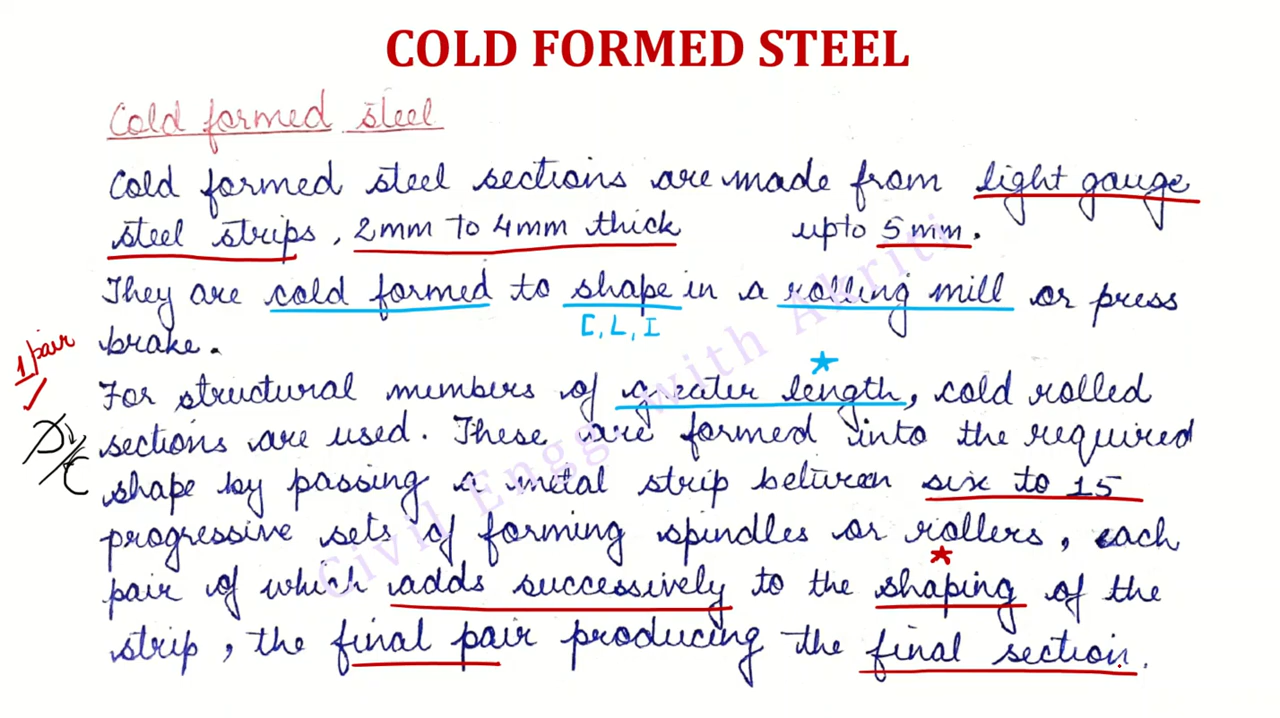 COLD FORMED STEEL
Cold formed steel
Cold formed steel sections are made from light gauge
steel strips, 2mm to 4mm thick upto 5mm.
They are cold formed to shape in a rolling mill or press
C, L, I
brake.
1 pair
For structural members of greater length, cold rolled
sections are used. These are formed into the required
shape by passing a metal strip between six to 15
progressive sets of forming spindles or rollers, each
pair of which adds successively to the shaping of the
strip, the final pair producing the final section.
Civil Engg with Akriti